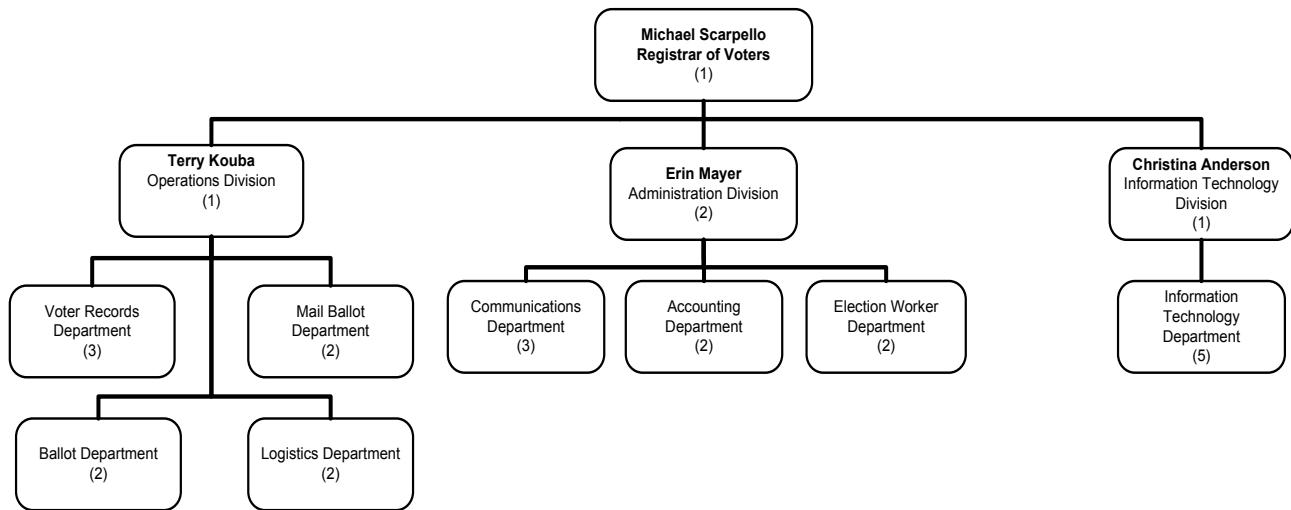 Michael Scarpello
Registrar of Voters
(1)
Terry Kouba
Operations Division
(1)
Erin Mayer
Administration Division
(2)
Christina Anderson
Information Technology
Division
(1)
Voter Records
Department
(3)
Mail Ballot
Department
(2)
Communications
Department
(3)
Accounting
Department
(2)
Election Worker
Department
(2)
Information
Technology
Department
(5)
Ballot Department
(2)
Logistics Department
(2)